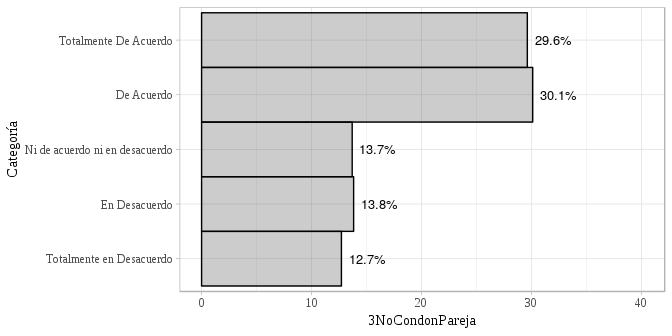 Totalmente De Acuerdo
29.6%
De Acuerdo
30.1%
Ni de acuerdo ni en desacuerdo
13.7%
En Desacuerdo
13.8%
Totalmente en Desacuerdo
12.7%
Categoría
0 10 20 30 40
3NoCondonPareja